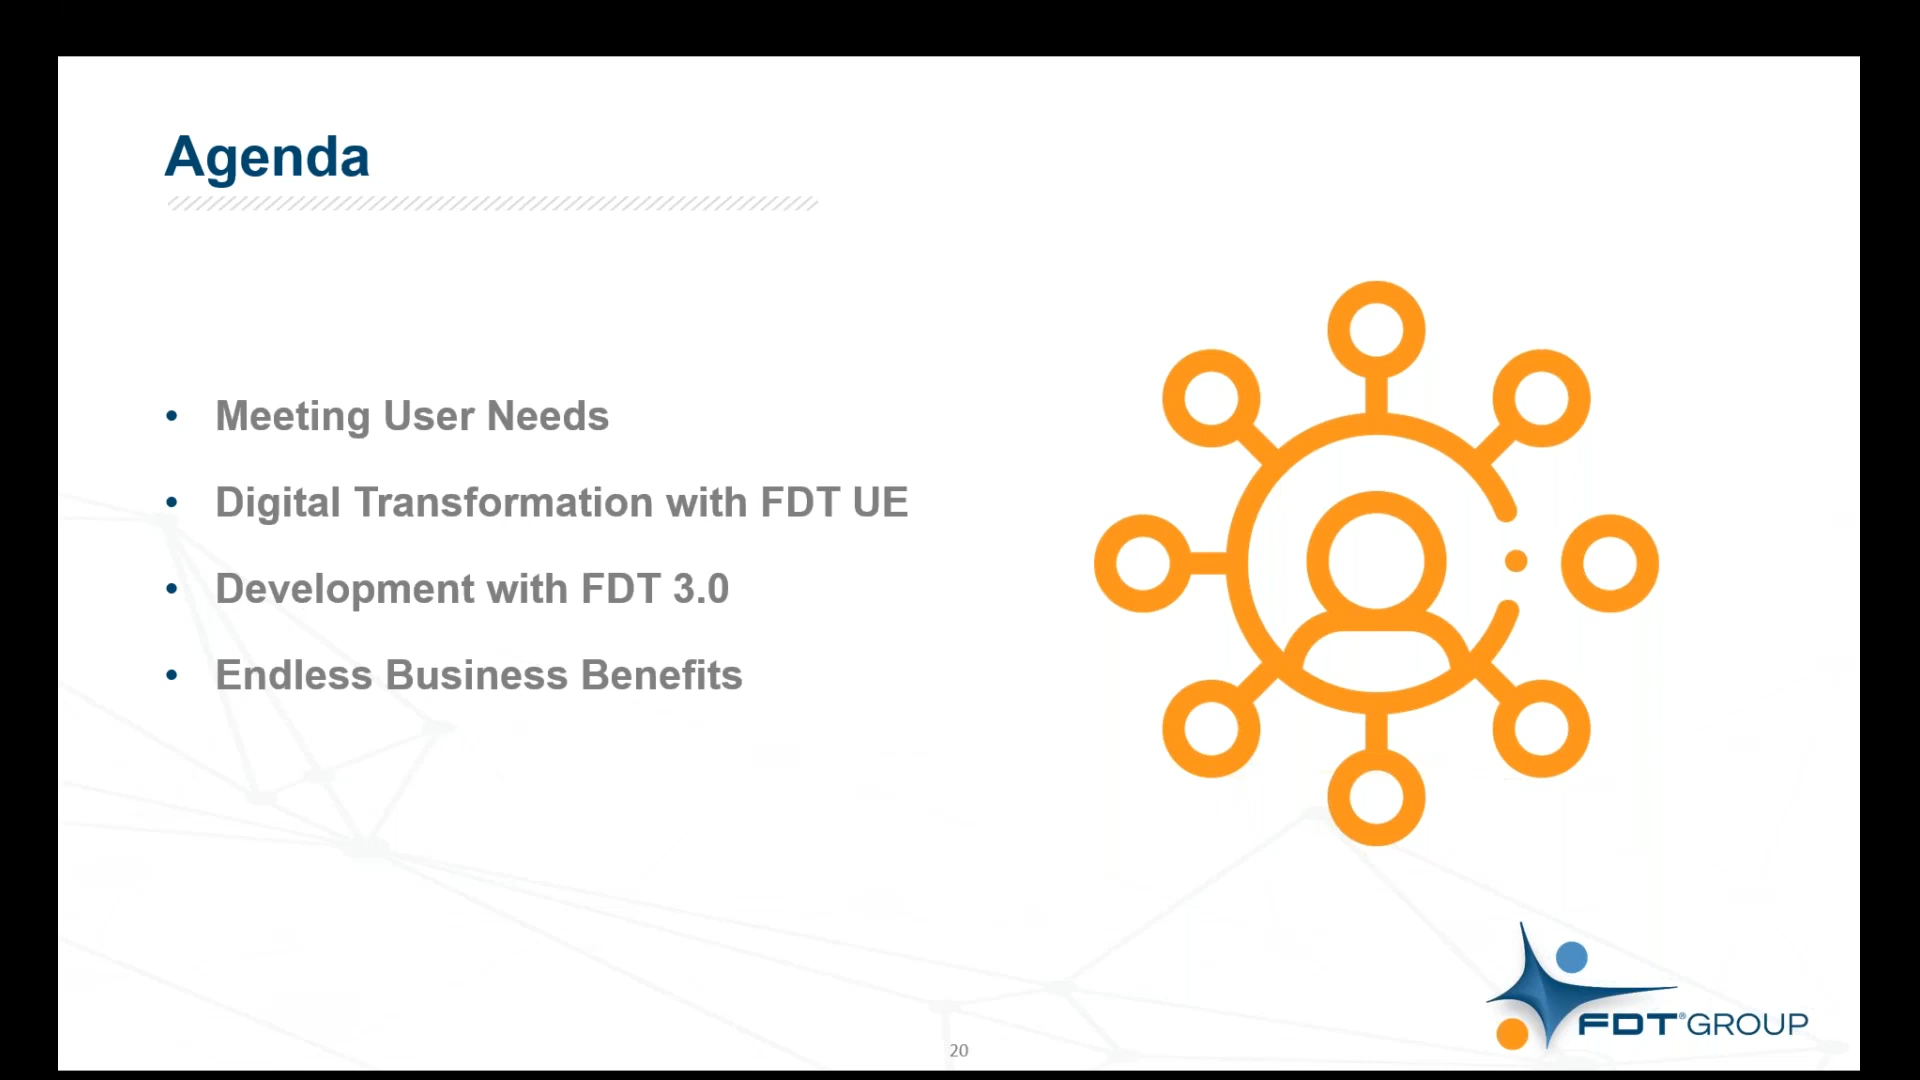 Agenda
• Meeting User Needs
• Digital Transformation with FDT UE
• Development with FDT 3.0
• Endless Business Benefits
FDT®GROUP
20